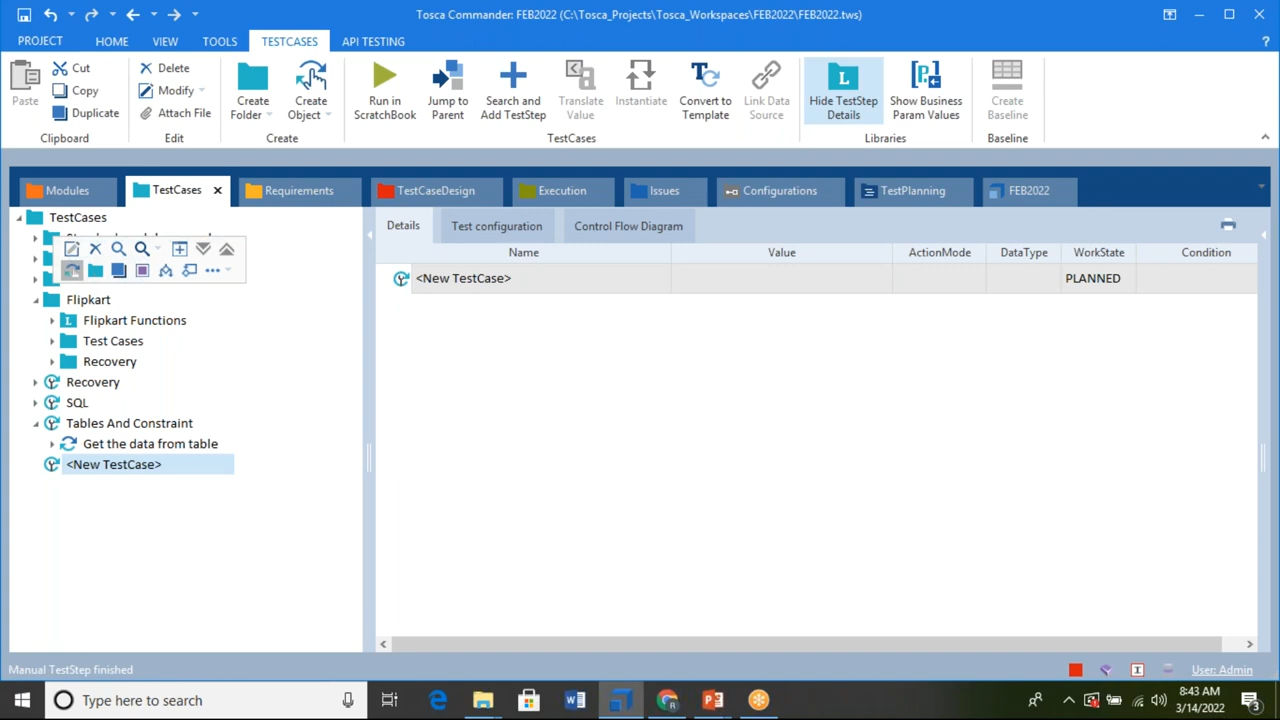 Tosca Commander: FEB2022 (C:\Tosca_Projects\Tosca_Workspaces\FEB2022\FEB2022.tws)
PROJECT HOME VIEW TOOLS TESTCASES API TESTING ?
Paste
Cut
Copy
Duplicate
Clipboard
Delete
Modify
Attach File
Edit
Create Folder
Create Object
Create
Run in ScratchBook
Jump to Parent
Search and Add TestStep
Translate Value
Instantiate
Convert to Template
Link Data Source
TestCases
Hide TestStep Details
Show Business Param Values
Libraries
Create Baseline
Baseline
Modules TestCases Requirements TestCaseDesign Execution Issues Configurations TestPlanning FEB2022
TestCases
Flipkart
Flipkart Functions
Test Cases
Recovery
Recovery
SQL
Tables And Constraint
Get the data from table
<New TestCase>
Details Test configuration Control Flow Diagram
Name Value ActionMode DataType WorkState Condition
<New TestCase> PLANNED
Manual TestStep finished User: Admin
Type here to search
8:43 AM
3/14/2022
3